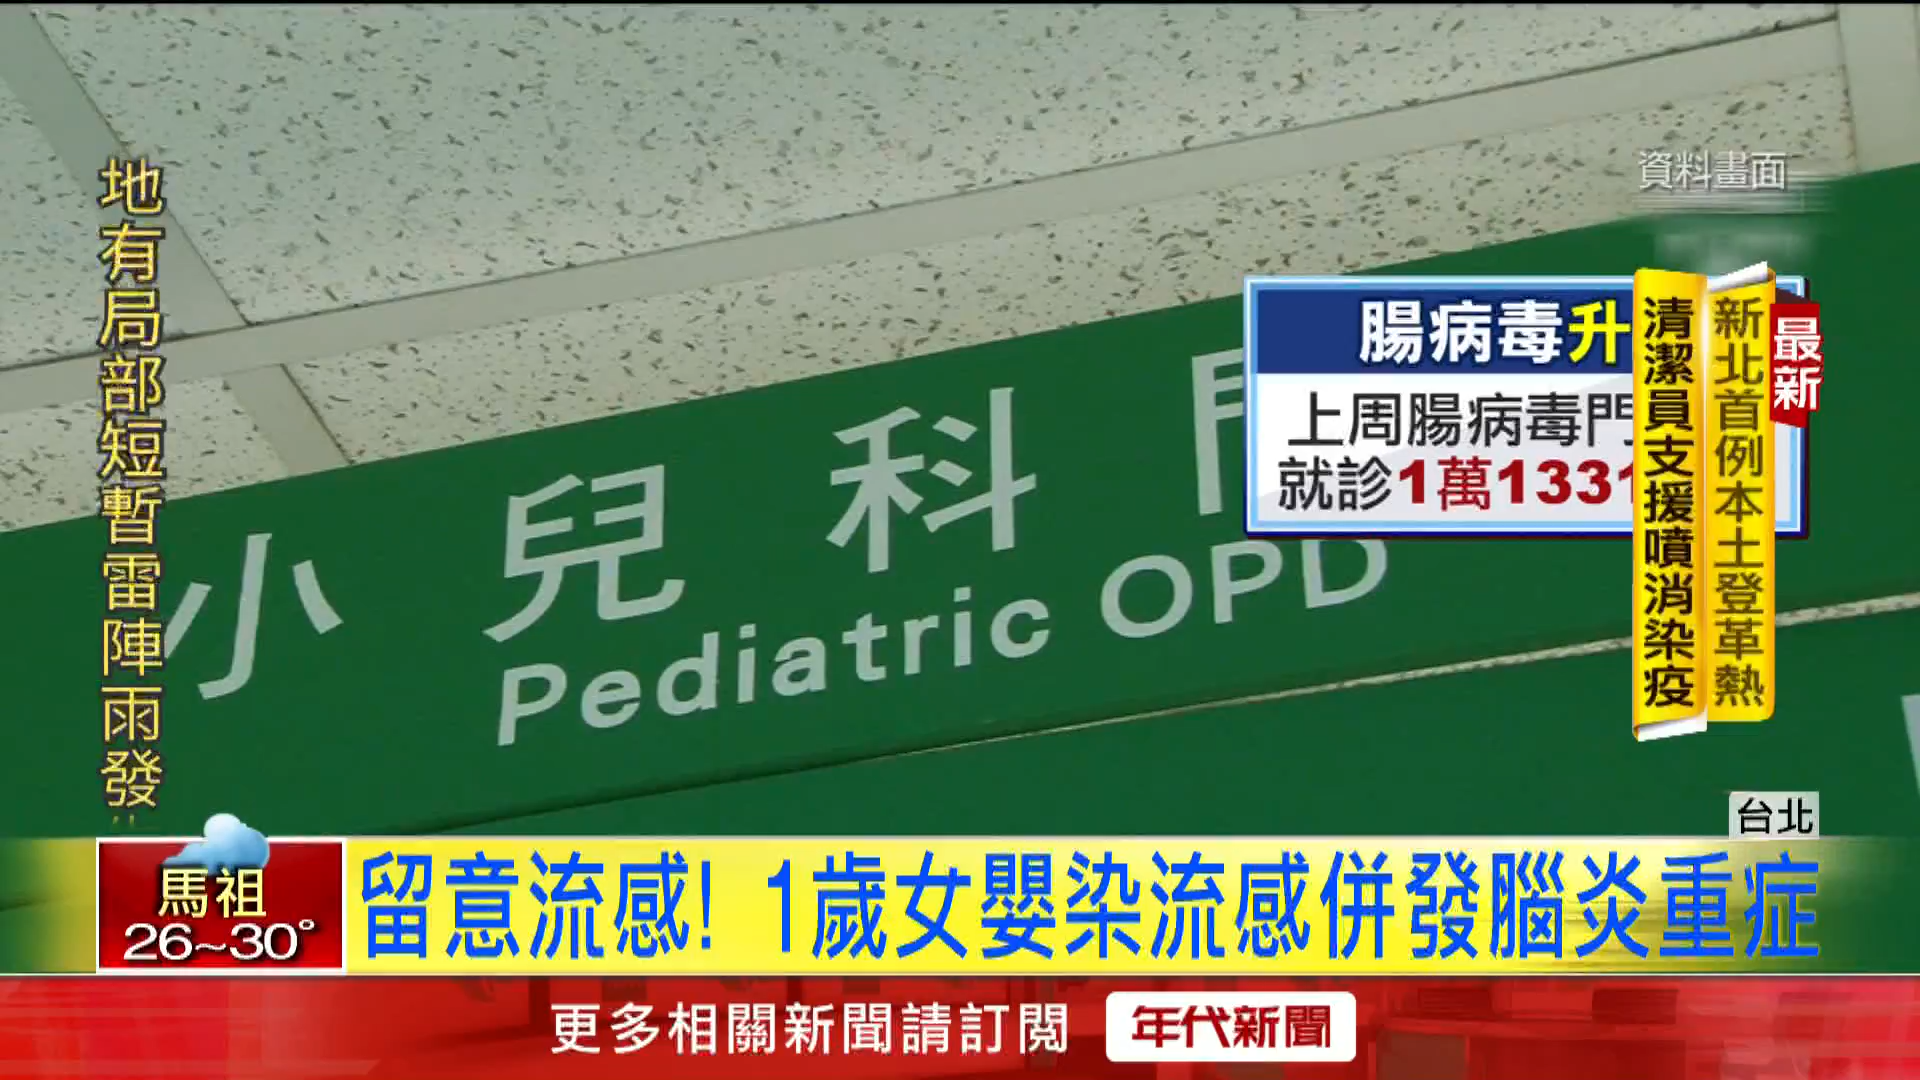 資料畫面
地有局部短暫雷陣雨發
小兒科門
Pediatric OPD
腸病毒升
上周腸病毒門
就診1萬1331
最新
新北首例本土登革熱
清潔員支援噴消染疫
台北
馬祖
26~30°
留意流感! 1歲女嬰染流感併發腦炎重症
更多相關新聞請訂閱 年代新聞